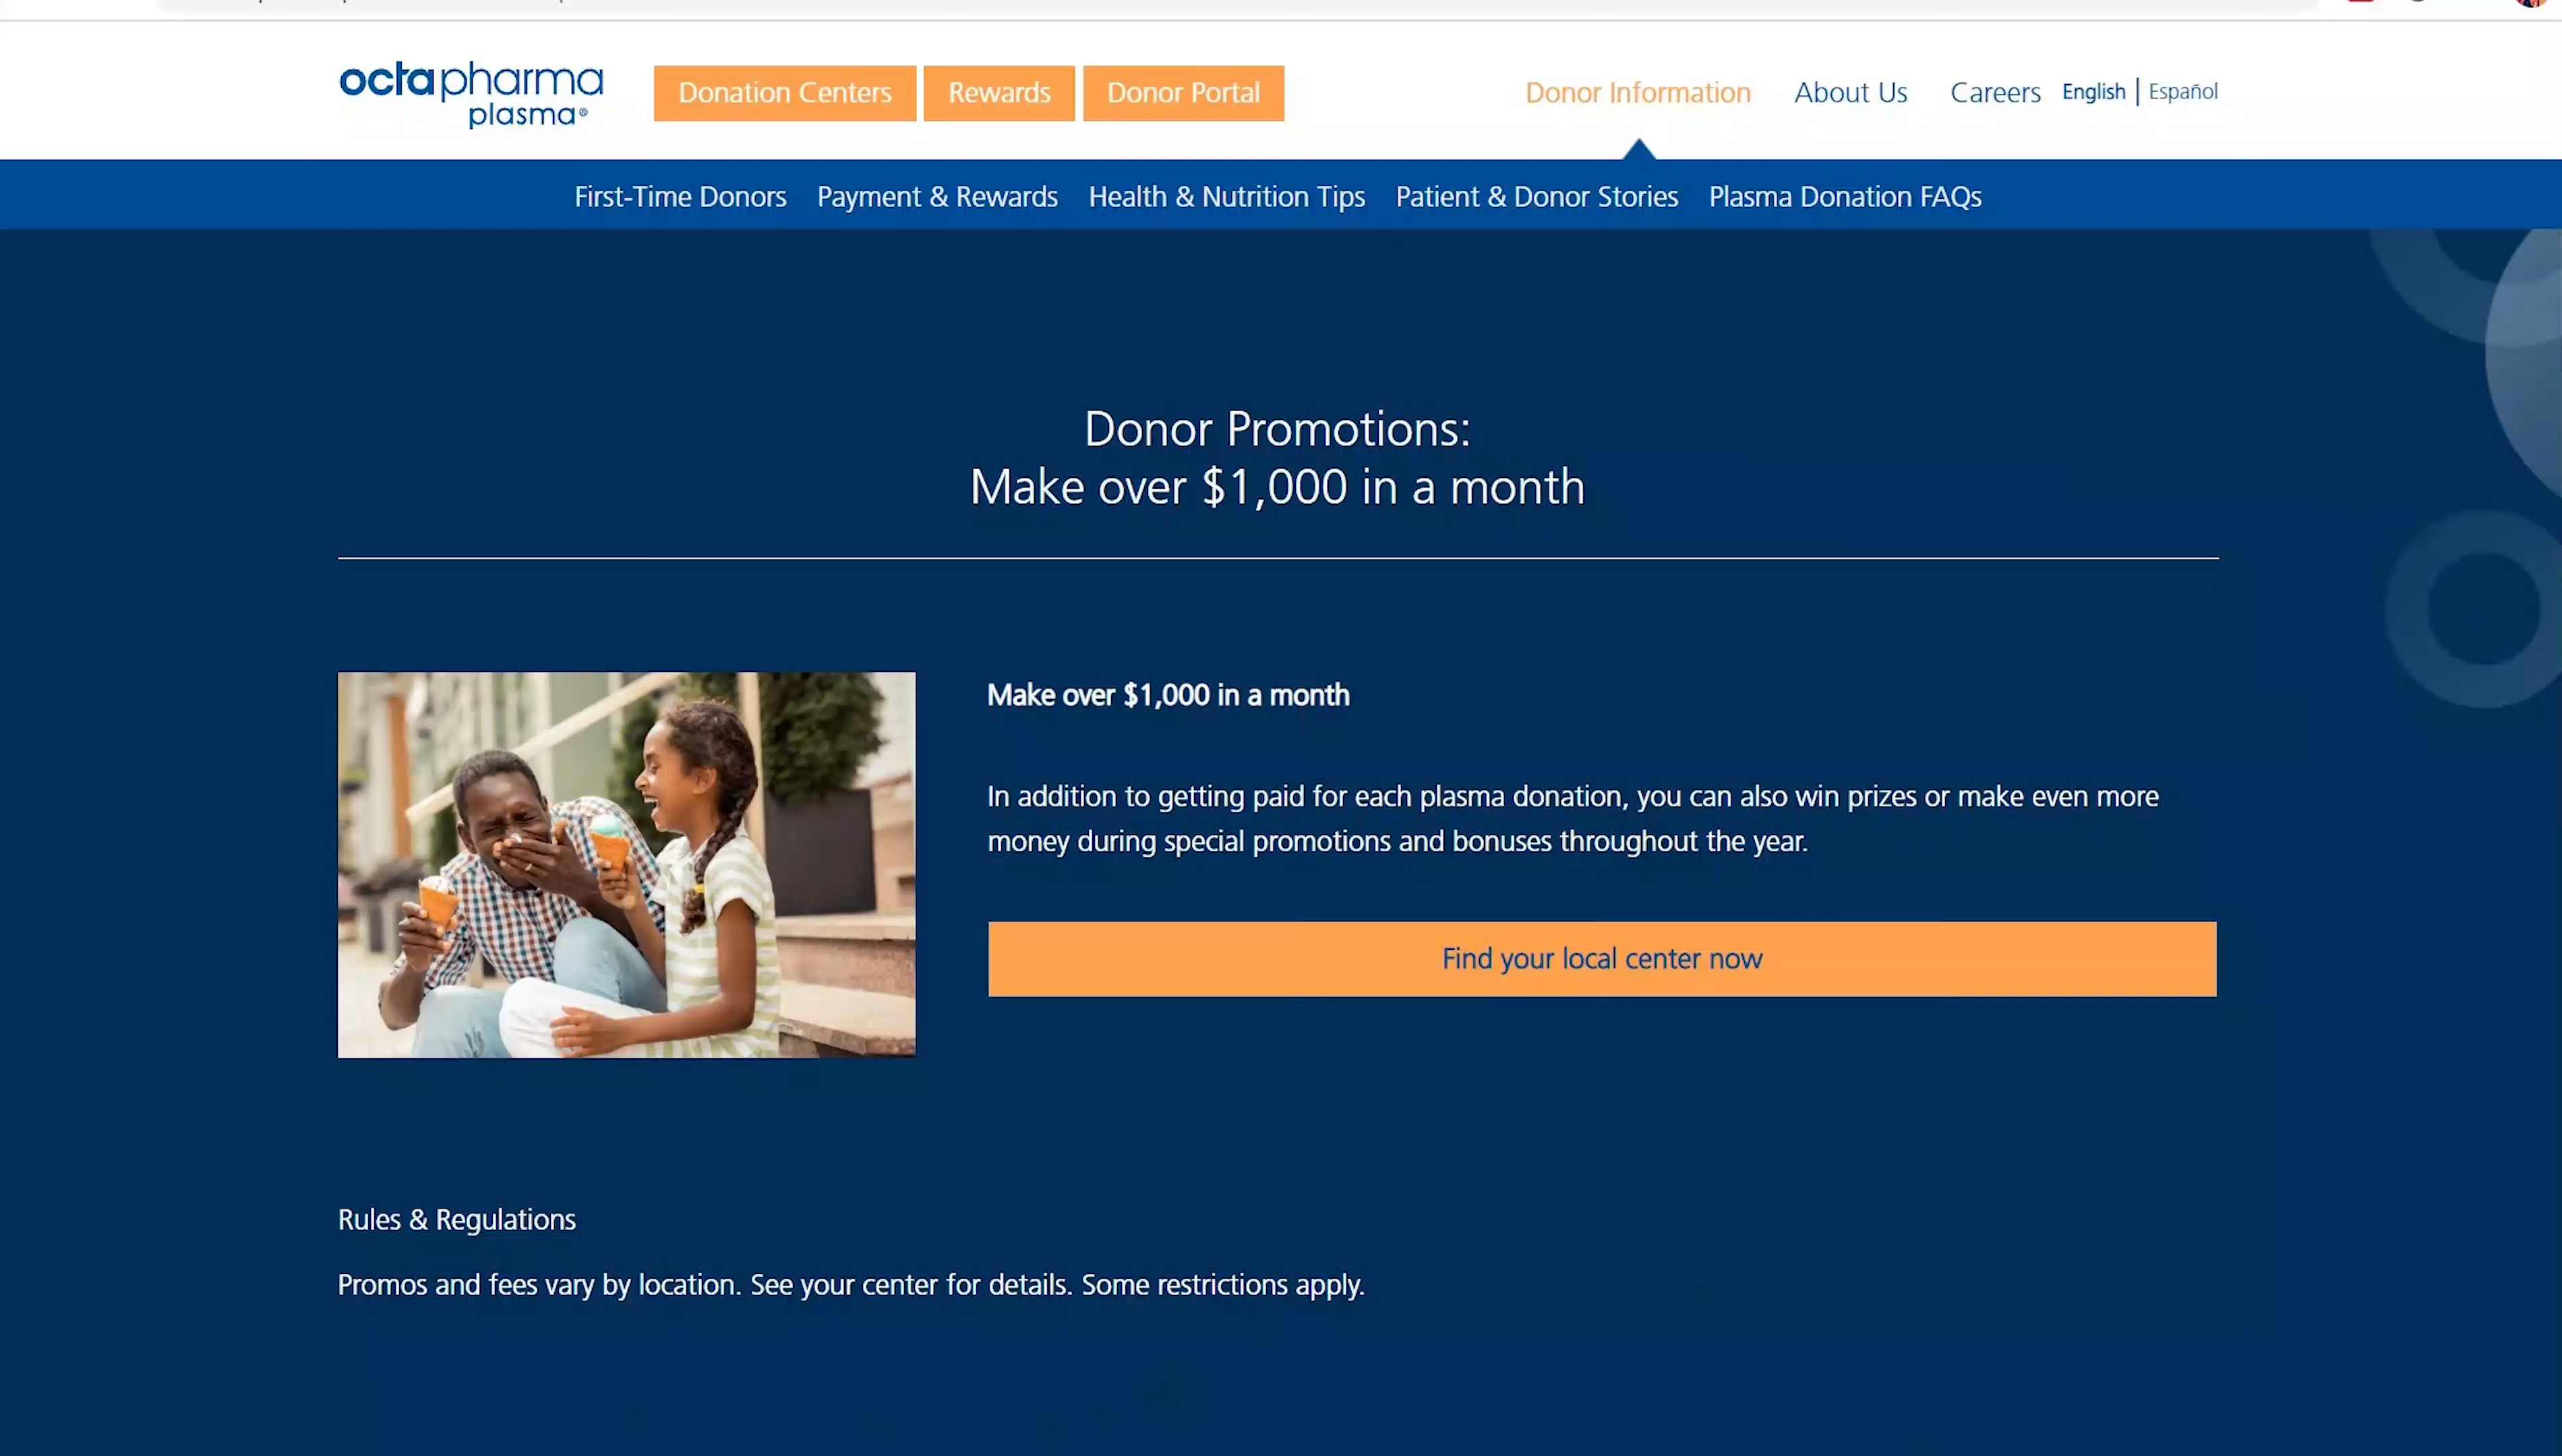 octapharma
plasma®
Donation Centers
Rewards
Donor Portal
Donor Information
About Us
Careers
English | Español
First-Time Donors
Payment & Rewards
Health & Nutrition Tips
Patient & Donor Stories
Plasma Donation FAQs
Donor Promotions:
Make over $1,000 in a month
Make over $1,000 in a month
In addition to getting paid for each plasma donation, you can also win prizes or make even more
money during special promotions and bonuses throughout the year.
Find your local center now
Rules & Regulations
Promos and fees vary by location. See your center for details. Some restrictions apply.